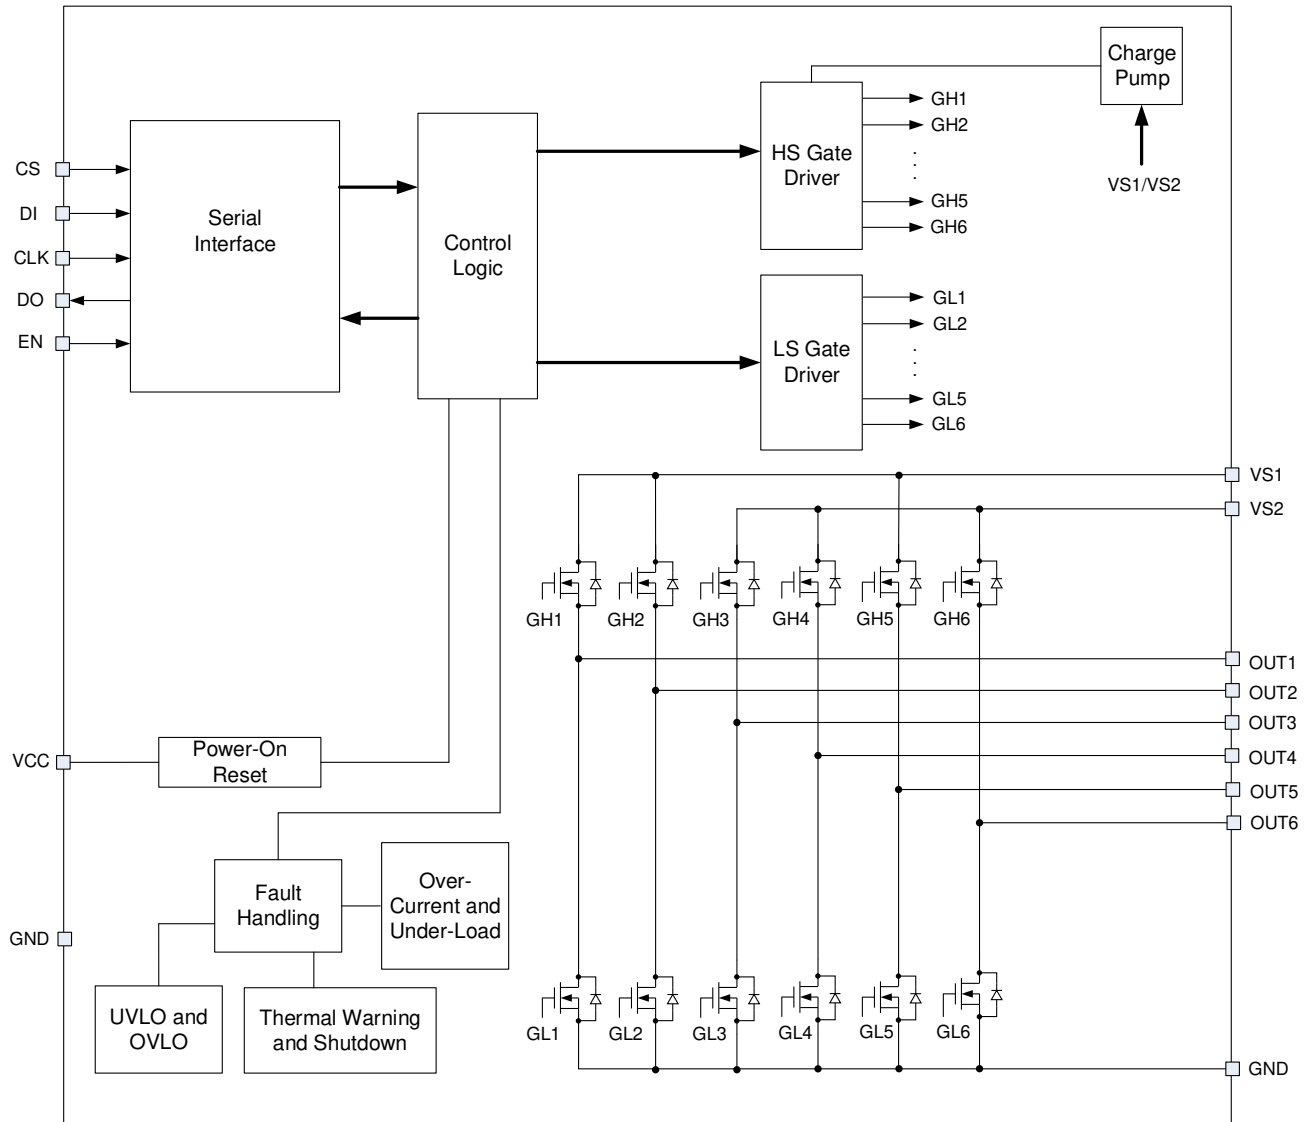 Charge
Pump
VS1/VS2
HS Gate
Driver
GH1
GH2
GH5
GH6
CS
DI
CLK
DO
EN
Serial
Interface
Control
Logic
LS Gate
Driver
GL1
GL2
GL5
GL6
VS1
VS2
GH1
GH2
GH3
GH4
GH5
GH6
OUT1
OUT2
OUT3
OUT4
OUT5
OUT6
VCC
Power-On
Reset
Fault
Handling
Over-
Current and
Under-Load
GND
UVLO and
OVLO
Thermal Warning
and Shutdown
GL1
GL2
GL3
GL4
GL5
GL6
GND